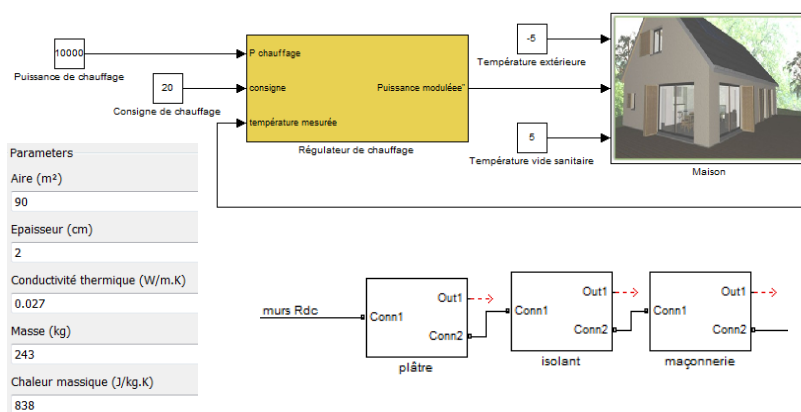 10000
Puissance de chauffage
20
Consigne de chauffage
P chauffage
consigne
température mesurée
Puissance moduléee"
Régulateur de chauffage
-5
Température extérieure
5
Température vide sanitaire
Maison
Parameters
Aire (m²)
90
Epaisseur (cm)
2
Conductivité thermique (W/m.K)
0.027
Masse (kg)
243
Chaleur massique (J/kg.K)
838
murs Rdc
Conn1
Out1
Conn2
plâtre
Conn1
Out1
Conn2
isolant
Conn1
Out1
Conn2
maçonnerie